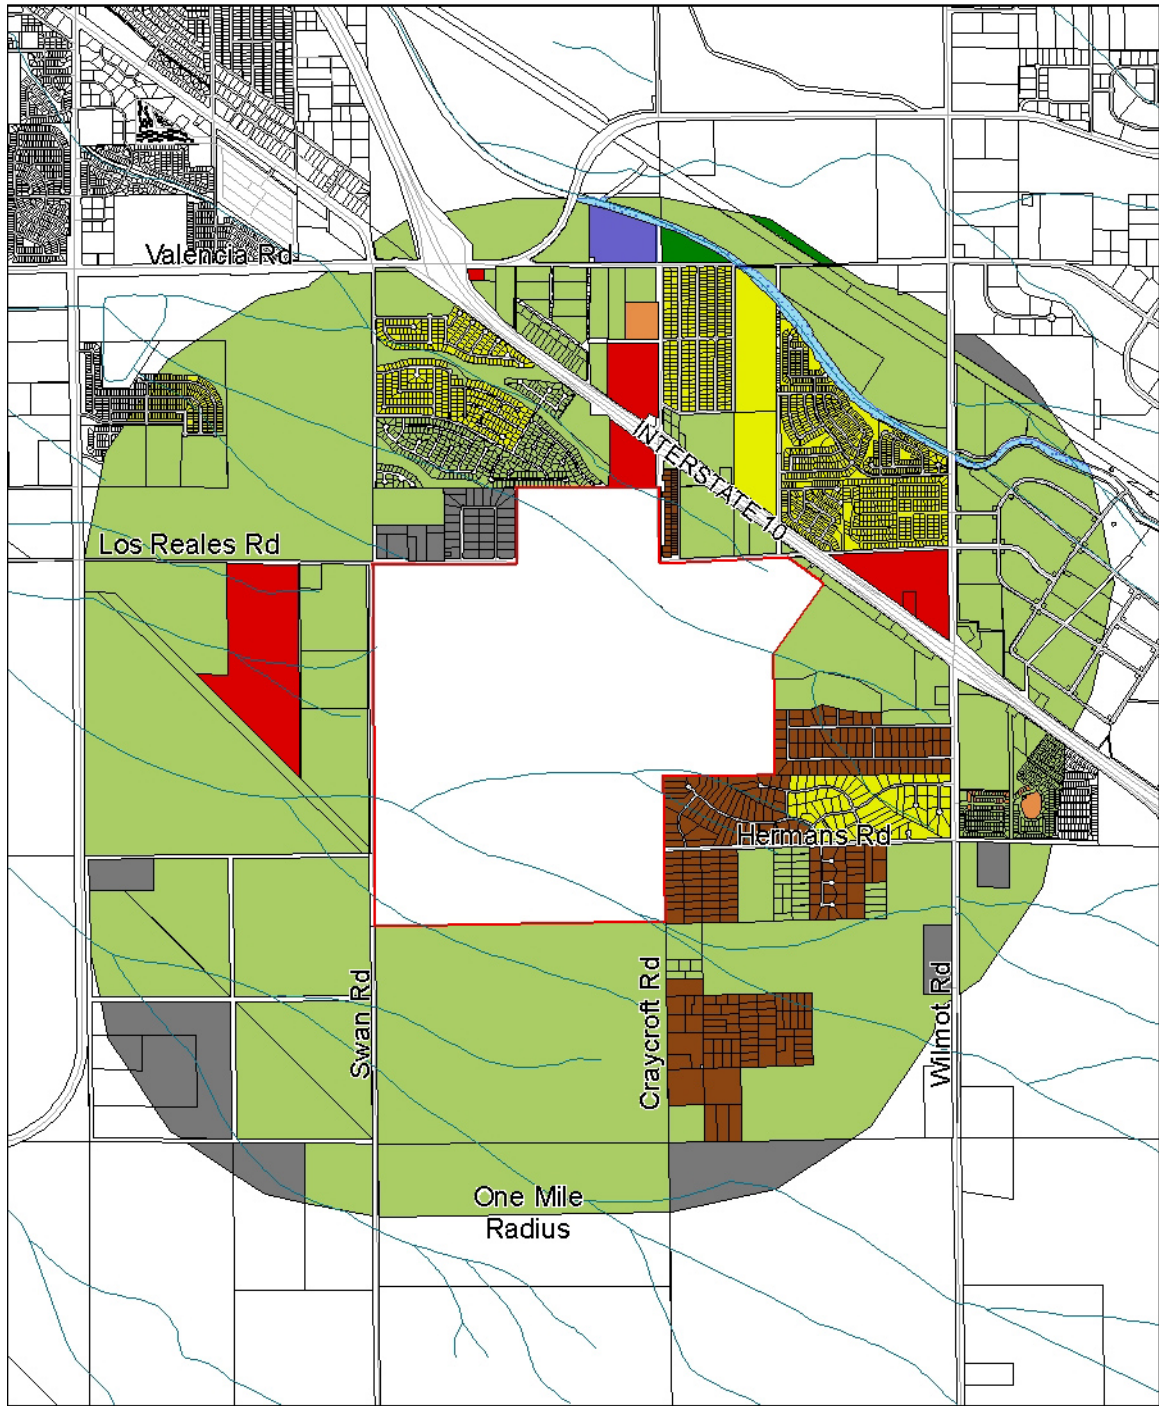 Valencia Rd
INTERSTATE 10
Los Reales Rd
Hermans Rd
Swan Rd
Craycroft Rd
Wilmot Rd
One Mile
Radius